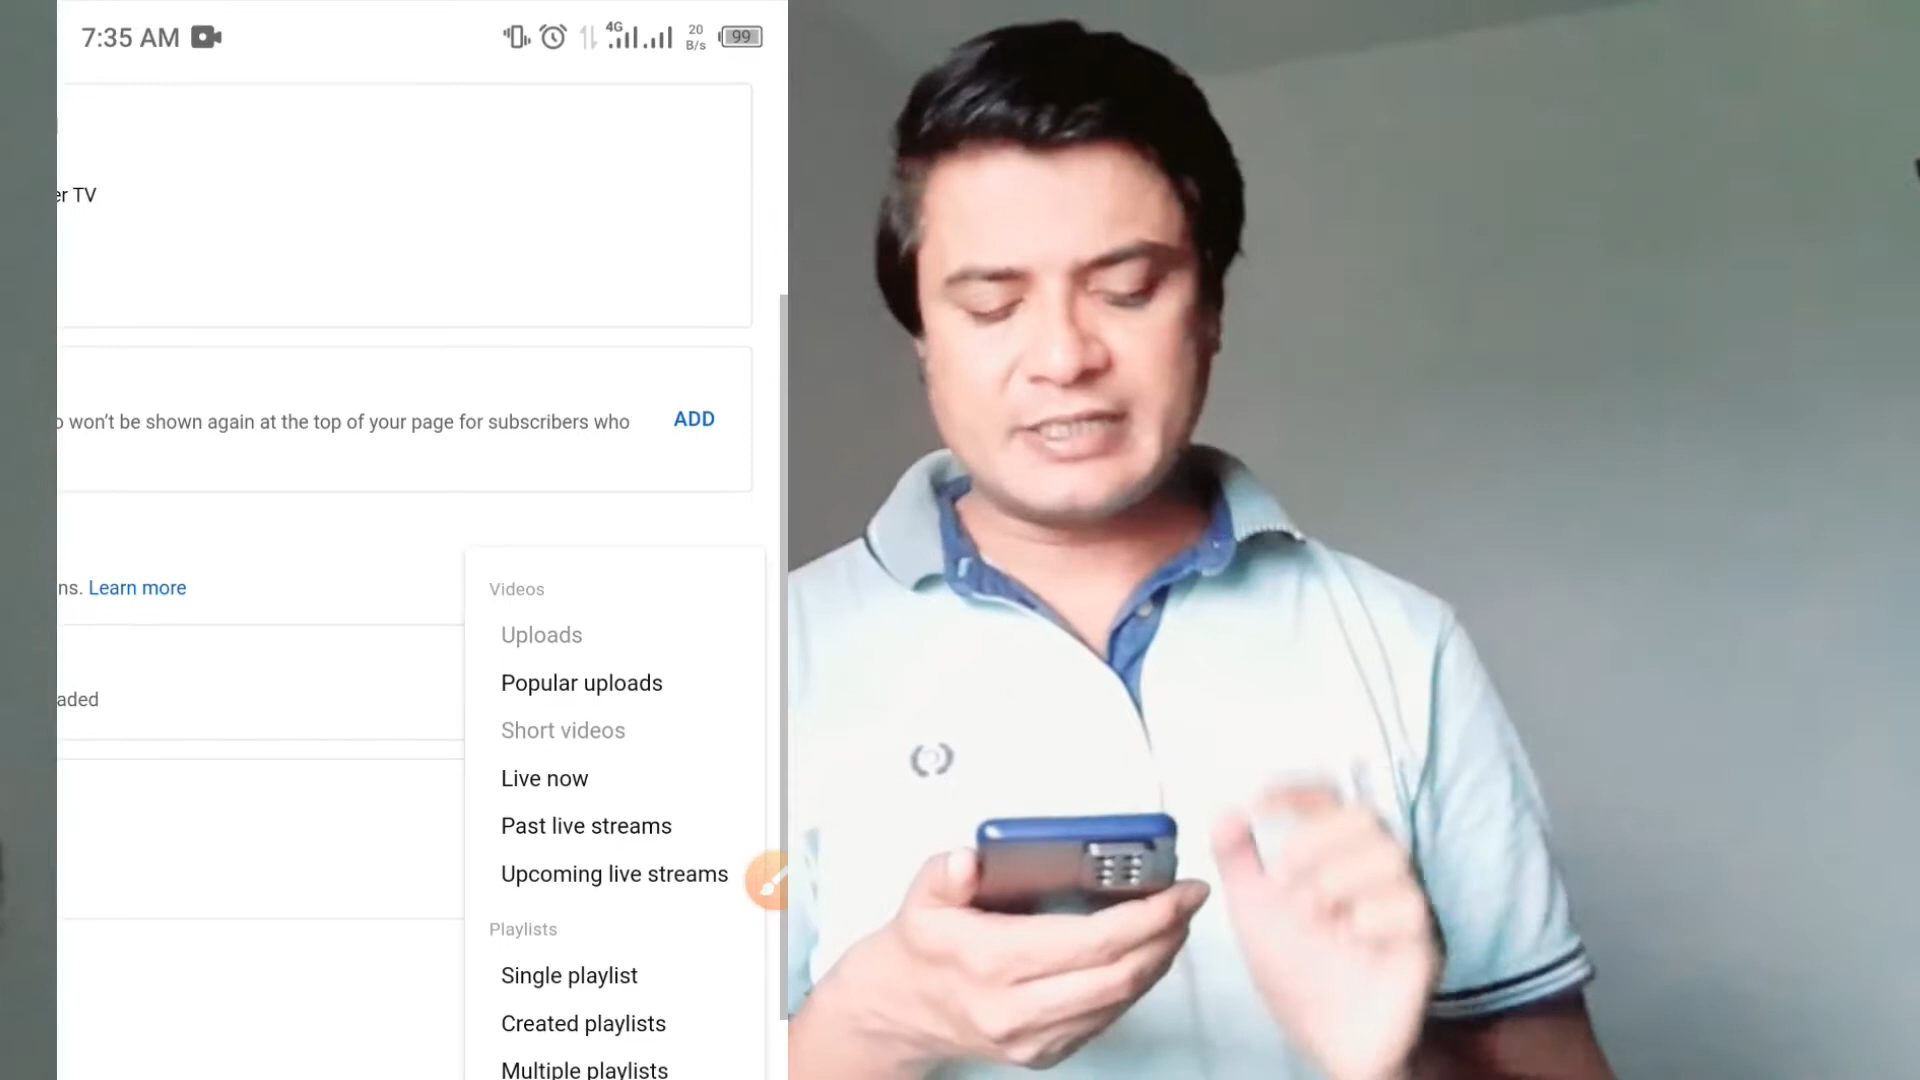 7:35 AM
4G
20
B/s
99
er TV
won't be shown again at the top of your page for subscribers who
ADD
ns. Learn more
Videos
Uploads
Popular uploads
aded
Short videos
Live now
Past live streams
Upcoming live streams
Playlists
Single playlist
Created playlists
Multiple playlists